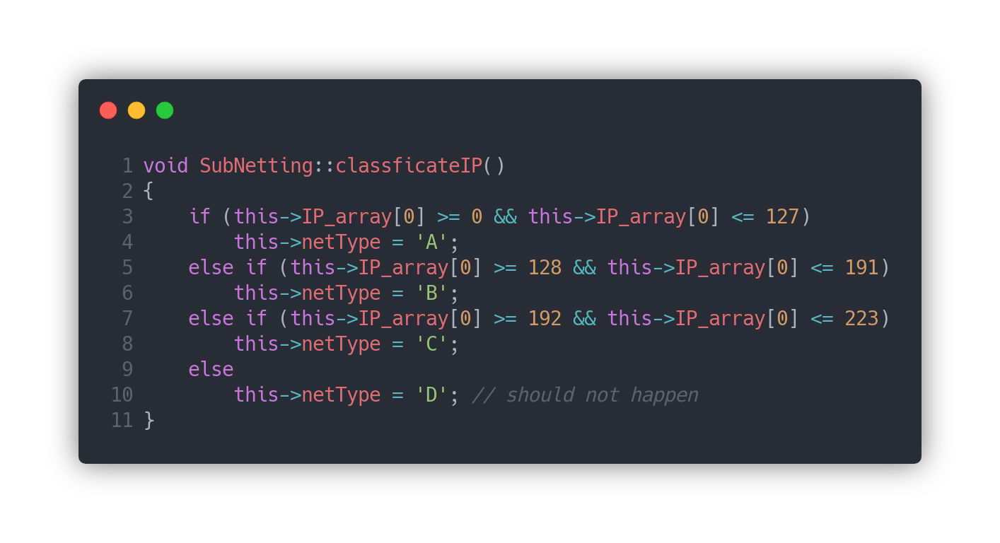 1 void SubNetting::classficateIP()
2 {
3     if (this->IP_array[0] >= 0 && this->IP_array[0] <= 127)
4         this->netType = 'A';
5     else if (this->IP_array[0] >= 128 && this->IP_array[0] <= 191)
6         this->netType = 'B';
7     else if (this->IP_array[0] >= 192 && this->IP_array[0] <= 223)
8         this->netType = 'C';
9     else
10         this->netType = 'D'; // should not happen
11 }